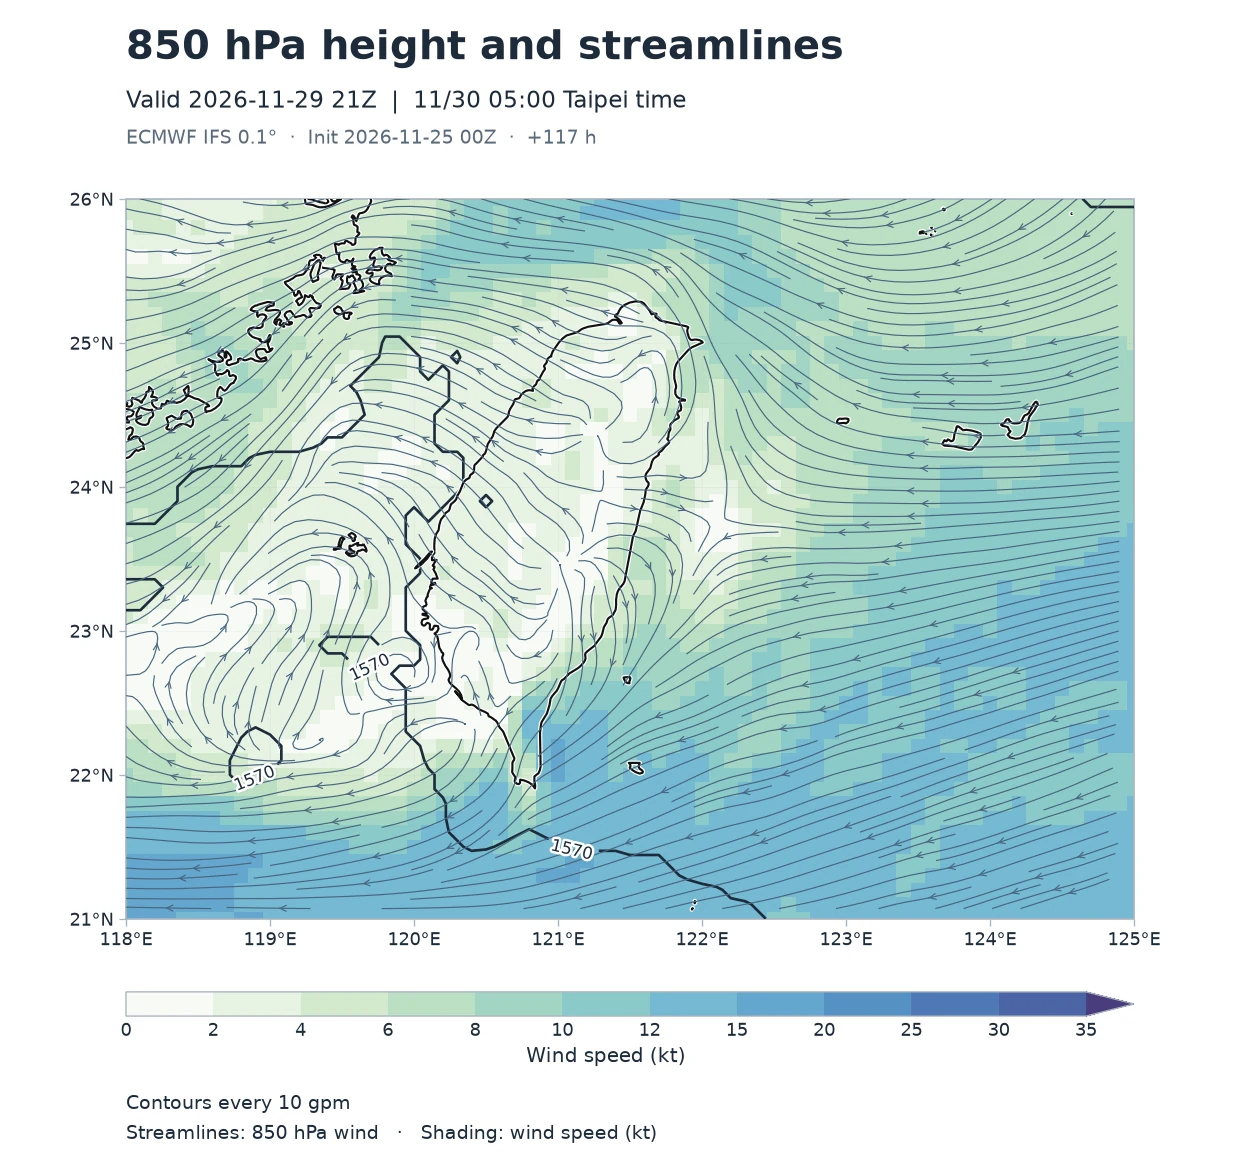 850 hPa height and streamlines
Valid 2026-11-29 21Z | 11/30 05:00 Taipei time
ECMWF IFS 0.1° · Init 2026-11-25 00Z · +117 h
26°N
25°N
24°N
23°N
1570
22°N
1570
1570
21°N
118°E 119°E 120°E 121°E 122°E 123°E 124°E 125°E
0 2 4 6 8 10 12 15 20 25 30 35
Wind speed (kt)
Contours every 10 gpm
Streamlines: 850 hPa wind · Shading: wind speed (kt)